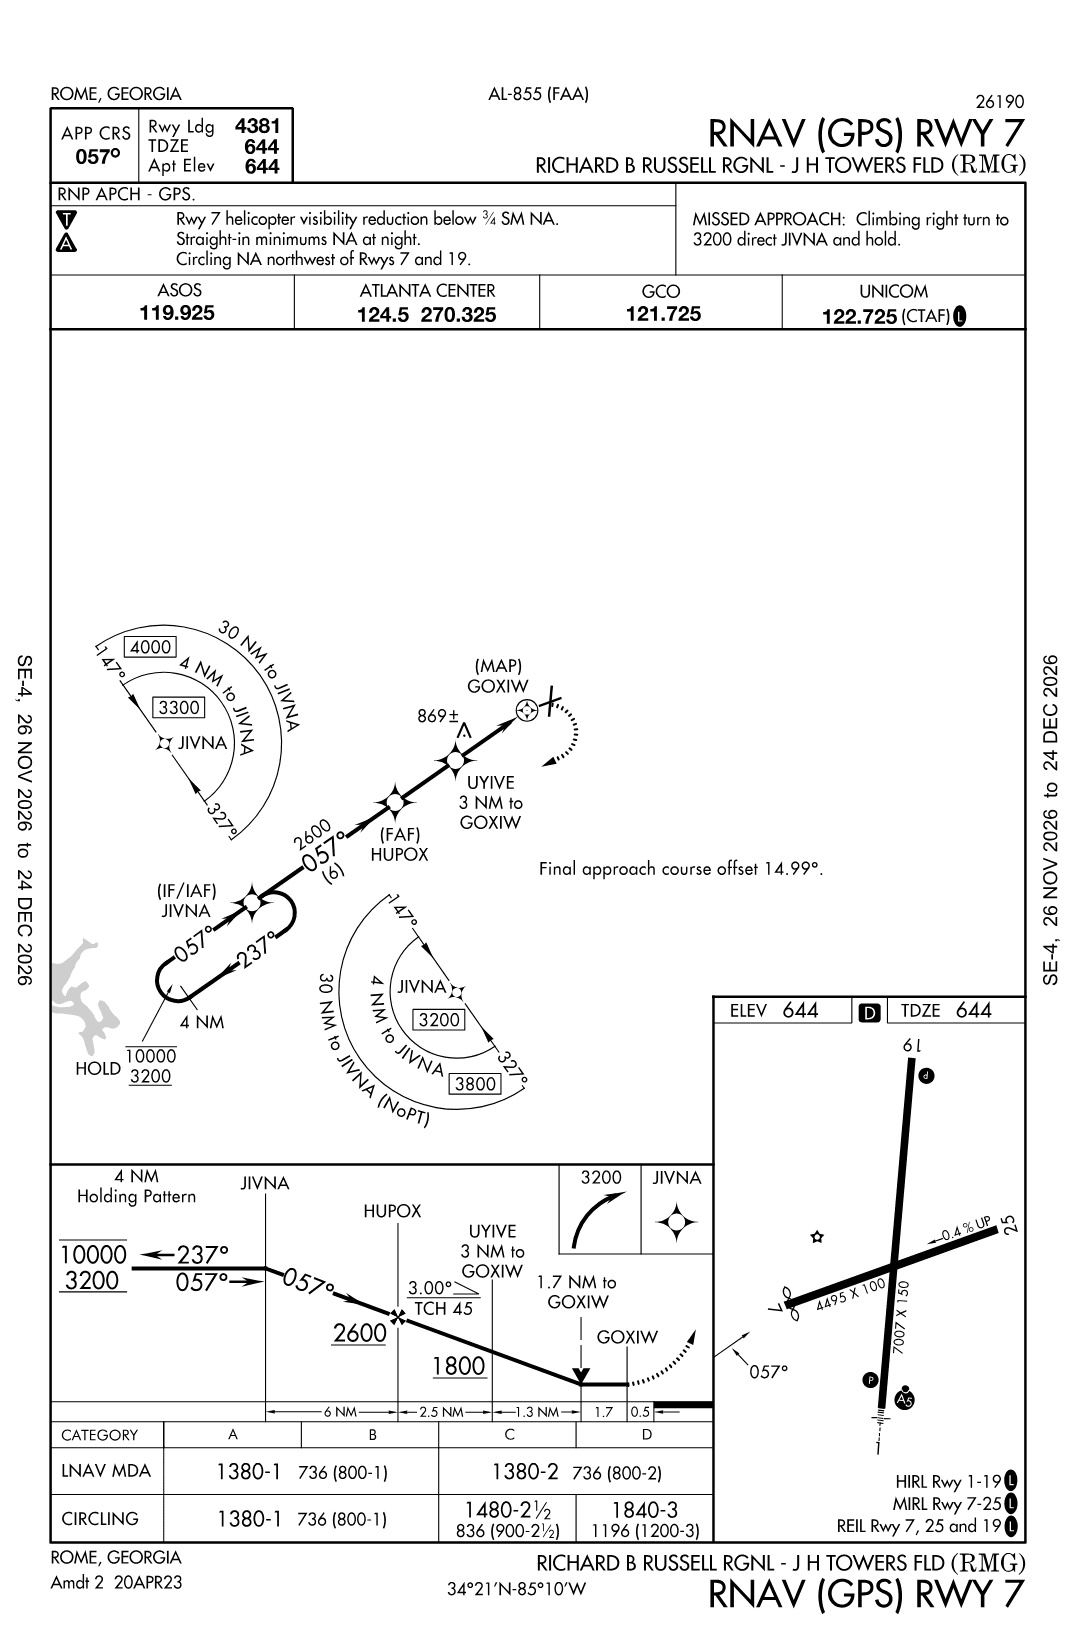 ROME, GEORGIA
AL-855 (FAA)
26190
RNAV (GPS) RWY 7
RICHARD B RUSSELL RGNL - J H TOWERS FLD (RMG)
APP CRS
057°
Rwy Ldg 4381
TDZE 644
Apt Elev 644
RNP APCH - GPS.
T
A
Rwy 7 helicopter visibility reduction below ¾ SM NA.
Straight-in minimums NA at night.
Circling NA northwest of Rwys 7 and 19.
MISSED APPROACH: Climbing right turn to
3200 direct JIVNA and hold.
ASOS
119.925
ATLANTA CENTER
124.5 270.325
GCO
121.725
UNICOM
122.725 (CTAF) L
SE-4, 26 NOV 2026 to 24 DEC 2026
SE-4, 26 NOV 2026 to 24 DEC 2026
30 NM to JIVNA
4000
147°
4 NM to JIVNA
3300
JIVNA
327°
(MAP)
GOXIW
869±
UYIVE
3 NM to
GOXIW
(FAF)
HUPOX
2600
057°
(6)
Final approach course offset 14.99°.
(IF/IAF)
JIVNA
057°
237°
4 NM
HOLD
10000
3200
147°
JIVNA
3200
4 NM to JIVNA
327°
3800
30 NM to JIVNA (NoPT)
ELEV 644
D
TDZE 644
19
P
25
0.4% UP
4495 X 100
7
7007 X 150
057°
P
A5
1
HIRL Rwy 1-19 L
MIRL Rwy 7-25 L
REIL Rwy 7, 25 and 19 L
4 NM
Holding Pattern
JIVNA
HUPOX
UYIVE
3 NM to
GOXIW
1.7 NM to
GOXIW
GOXIW
3200
JIVNA
10000
3200
237°
057°
057°
3.00°
TCH 45
2600
1800
6 NM
2.5 NM
1.3 NM
1.7
0.5
CATEGORY A B C D
LNAV MDA 1380-1 736 (800-1) 1380-2 736 (800-2)
CIRCLING 1380-1 736 (800-1) 1480-2½ 836 (900-2½) 1840-3 1196 (1200-3)
ROME, GEORGIA
Amdt 2 20APR23
34°21'N-85°10'W
RICHARD B RUSSELL RGNL - J H TOWERS FLD (RMG)
RNAV (GPS) RWY 7